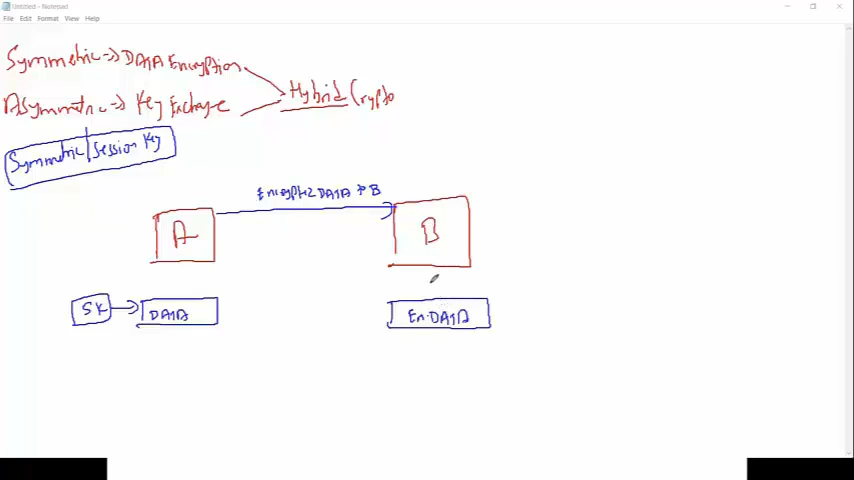 Untitled - Notepad
File Edit Format View Help
Symmetric → DATA Encryption
Asymmetric → Key Exchange
Hybrid Crypto
Symmetric | Session Key
DATA → B
A
B
SK → DATA
En.DATA